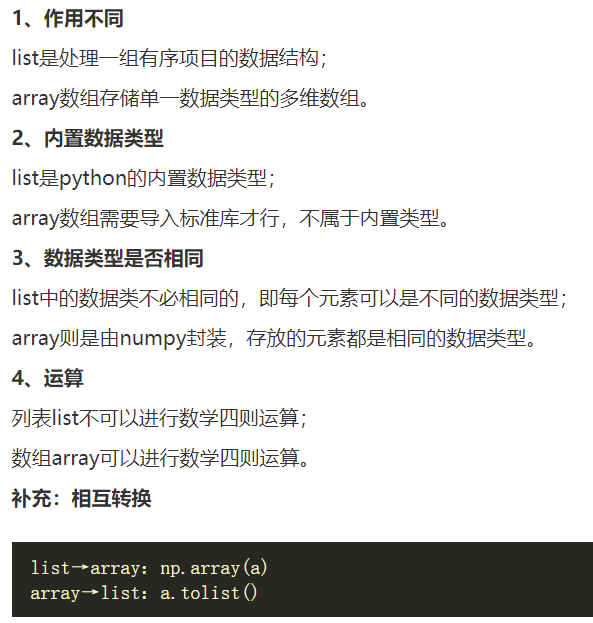 1、作用不同
list是处理一组有序项目的数据结构；
array数组存储单一数据类型的多维数组。
2、内置数据类型
list是python的内置数据类型；
array数组需要导入标准库才行，不属于内置类型。
3、数据类型是否相同
list中的数据类不必相同的，即每个元素可以是不同的数据类型；
array则是由numpy封装，存放的元素都是相同的数据类型。
4、运算
列表list不可以进行数学四则运算；
数组array可以进行数学四则运算。
补充：相互转换
list→array：np.array(a)
array→list：a.tolist()